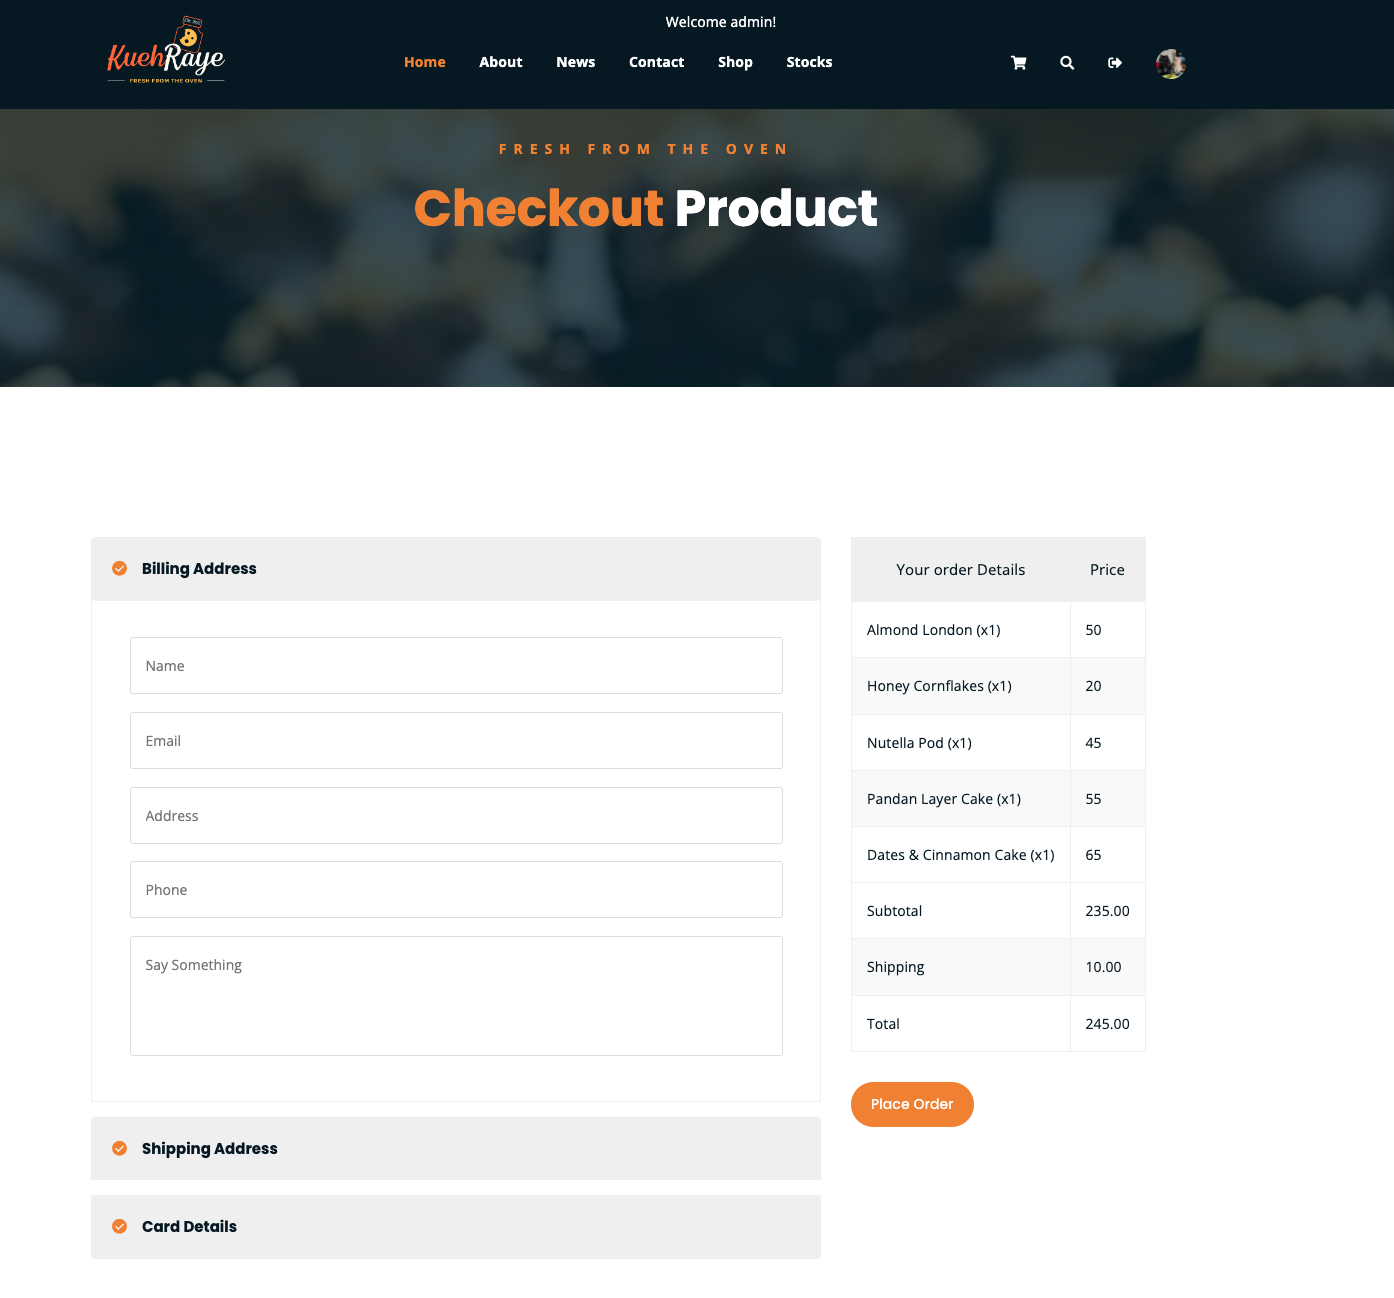 Welcome admin!
KuehRaye
FRESH FROM THE OVEN
Home About News Contact Shop Stocks
FRESH FROM THE OVEN
Checkout Product
Billing Address
Name
Email
Address
Phone
Say Something
Shipping Address
Card Details
Your order Details Price
Almond London (x1) 50
Honey Cornflakes (x1) 20
Nutella Pod (x1) 45
Pandan Layer Cake (x1) 55
Dates & Cinnamon Cake (x1) 65
Subtotal 235.00
Shipping 10.00
Total 245.00
Place Order